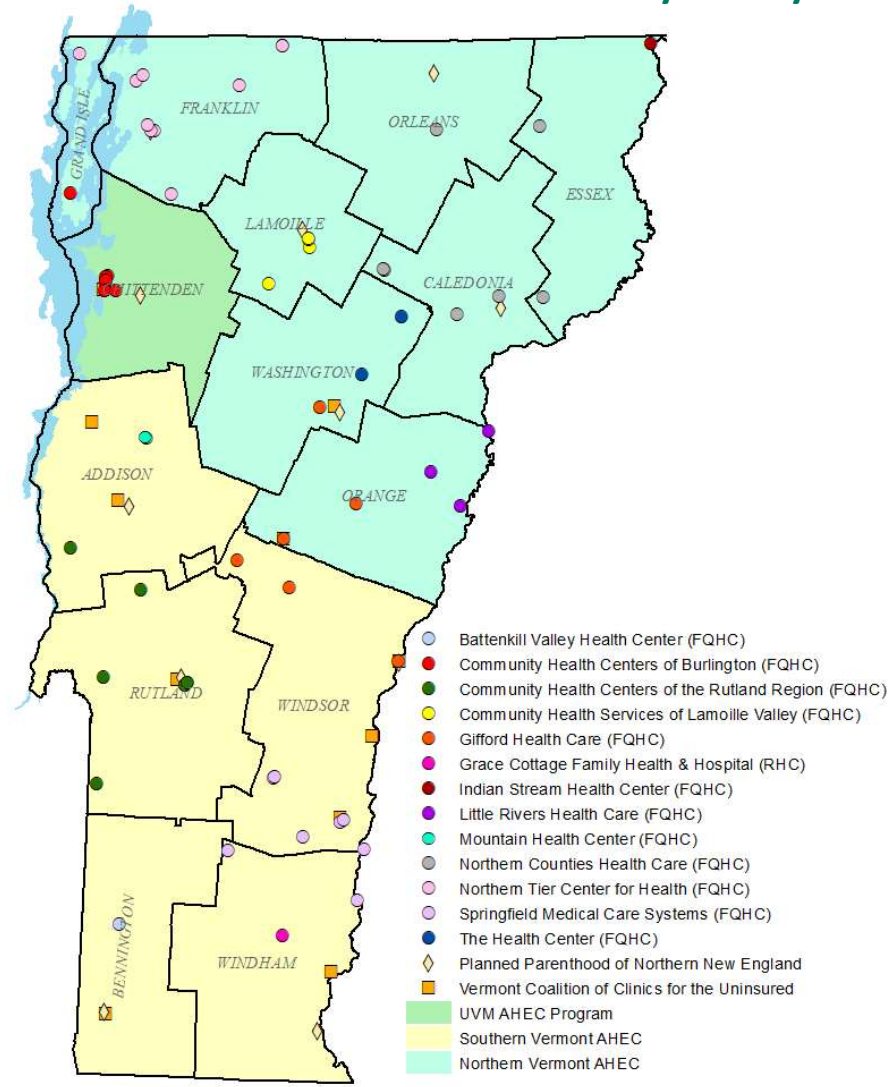 FRANKLIN
GRAND ISLE
ORLEANS
ESSEX
LAMOILLE
CALEDONIA
CHITTENDEN
WASHINGTON
ADDISON
ORANGE
RUTLAND
WINDSOR
BENNINGTON
WINDHAM
Battenkill Valley Health Center (FQHC)
Community Health Centers of Burlington (FQHC)
Community Health Centers of the Rutland Region (FQHC)
Community Health Services of Lamoille Valley (FQHC)
Gifford Health Care (FQHC)
Grace Cottage Family Health & Hospital (RHC)
Indian Stream Health Center (FQHC)
Little Rivers Health Care (FQHC)
Mountain Health Center (FQHC)
Northern Counties Health Care (FQHC)
Northern Tier Center for Health (FQHC)
Springfield Medical Care Systems (FQHC)
The Health Center (FQHC)
Planned Parenthood of Northern New England
Vermont Coalition of Clinics for the Uninsured
UVM AHEC Program
Southern Vermont AHEC
Northern Vermont AHEC